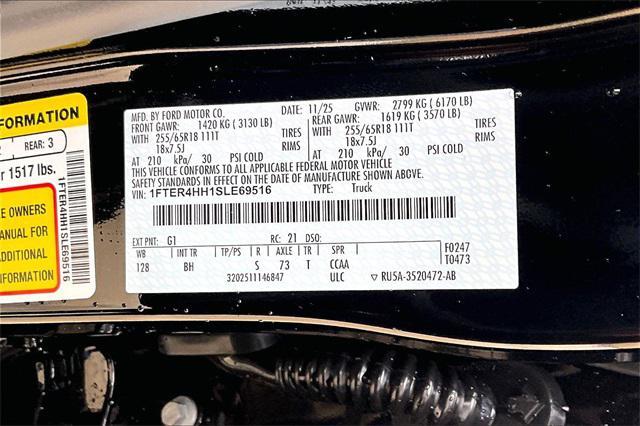 FORMATION
REAR: 3
r 1517 lbs.
E OWNERS
ANUAL FOR
MATION
1FTER4HH1SLE69516
MFD. BY FORD MOTOR CO. DATE: 11/25 GVWR: 2799 KG ( 6170 LB)
FRONT GAWR: 1420 KG ( 3130 LB) REAR GAWR: 1619 KG ( 3570 LB)
WITH 255/65R18 111T TIRES WITH 255/65R18 111T TIRES
18x7.5J RIMS 18x7.5J RIMS
AT 210 kPa/ 30 PSI COLD AT 210 kPa/ 30 PSI COLD
THIS VEHICLE CONFORMS TO ALL APPLICABLE FEDERAL MOTOR VEHICLE
SAFETY STANDARDS IN EFFECT ON THE DATE OF MANUFACTURE SHOWN ABOVE.
VIN: 1FTER4HH1SLE69516 TYPE: Truck
EXT PNT: G1 RC: 21 DSO: F0247
WB INT TR TP/PS R AXLE TR SPR T0473
128 BH S 73 T CCAA
3202511146847 ULC ▽ RU5A-3520472-AB